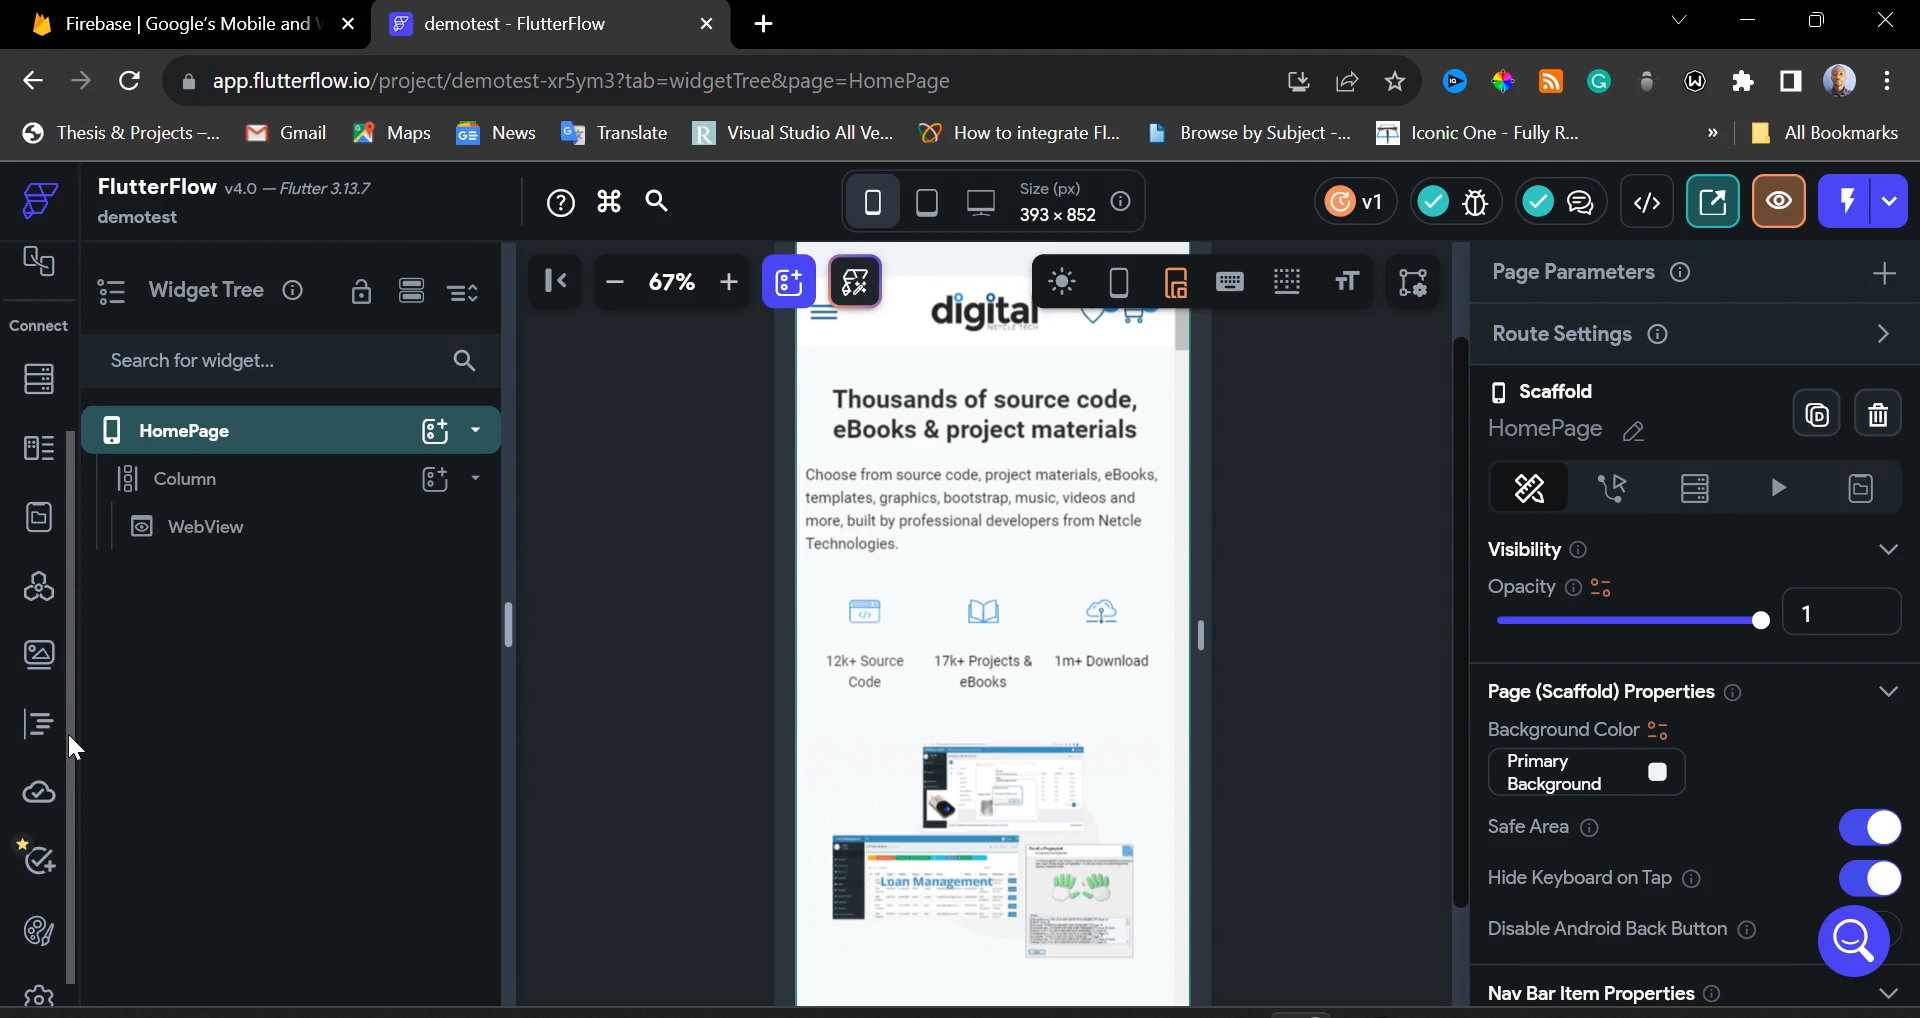 Firebase | Google's Mobile and
demotest - FlutterFlow
app.flutterflow.io/project/demotest-xr5ym3?tab=widgetTree&page=HomePage
Thesis & Projects –...
Gmail
Maps
News
Translate
Visual Studio All Ve...
How to integrate Fl...
Browse by Subject -...
Iconic One - Fully R...
»
All Bookmarks
FlutterFlow v4.0 — Flutter 3.13.7
demotest
Size (px)
393 × 852
v1
Widget Tree
67%
Page Parameters
Connect
Search for widget...
Route Settings
digital
NETCLE TECH
Scaffold
HomePage
HomePage
Column
WebView
Thousands of source code,
eBooks & project materials
Choose from source code, project materials, eBooks,
templates, graphics, bootstrap, music, videos and
more, built by professional developers from Netcle
Technologies.
12k+ Source
Code
17k+ Projects &
eBooks
1m+ Download
Loan Management
Visibility
Opacity
1
Page (Scaffold) Properties
Background Color
Primary
Background
Safe Area
Hide Keyboard on Tap
Disable Android Back Button
Nav Bar Item Properties